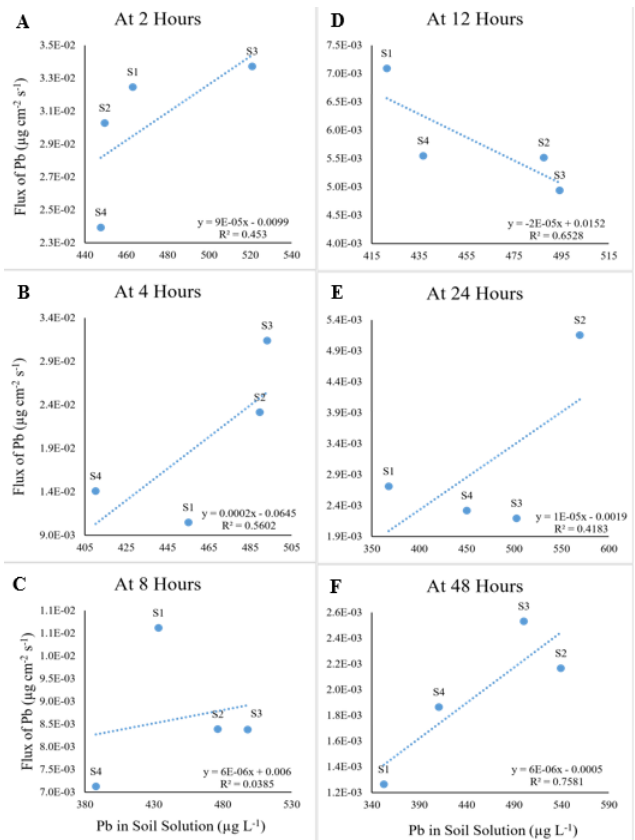 A
At 2 Hours
Flux of Pb (µg cm⁻² s⁻¹)
3.5E-02
3.3E-02
3.1E-02
2.9E-02
2.7E-02
2.5E-02
2.3E-02
S1
S2
S3
S4
y = 9E-05x - 0.0099
R² = 0.453
440 460 480 500 520 540
D
At 12 Hours
7.5E-03
7.0E-03
6.5E-03
6.0E-03
5.5E-03
5.0E-03
4.5E-03
4.0E-03
S1
S4
S2
S3
y = -2E-05x + 0.0152
R² = 0.6528
415 435 455 475 495 515
B
At 4 Hours
Flux of Pb (µg cm⁻² s⁻¹)
3.4E-02
2.9E-02
2.4E-02
1.9E-02
1.4E-02
9.0E-03
S3
S2
S4
S1
y = 0.0002x - 0.0645
R² = 0.5602
405 425 445 465 485 505
E
At 24 Hours
5.4E-03
4.9E-03
4.4E-03
3.9E-03
3.4E-03
2.9E-03
2.4E-03
1.9E-03
S2
S1
S4
S3
y = 1E-05x - 0.0019
R² = 0.4183
350 400 450 500 550 600
C
At 8 Hours
Flux of Pb (µg cm⁻² s⁻¹)
1.1E-02
1.1E-02
1.0E-02
9.0E-03
8.5E-03
8.0E-03
7.5E-03
7.0E-03
S1
S2
S3
S4
y = 6E-06x + 0.006
R² = 0.0385
380 430 480 530
Pb in Soil Solution (µg L⁻¹)
F
At 48 Hours
2.6E-03
2.4E-03
2.2E-03
2.0E-03
1.8E-03
1.6E-03
1.4E-03
1.2E-03
S3
S2
S4
S1
y = 6E-06x - 0.0005
R² = 0.7581
340 390 440 490 540 590
Pb in Soil Solution (µg L⁻¹)